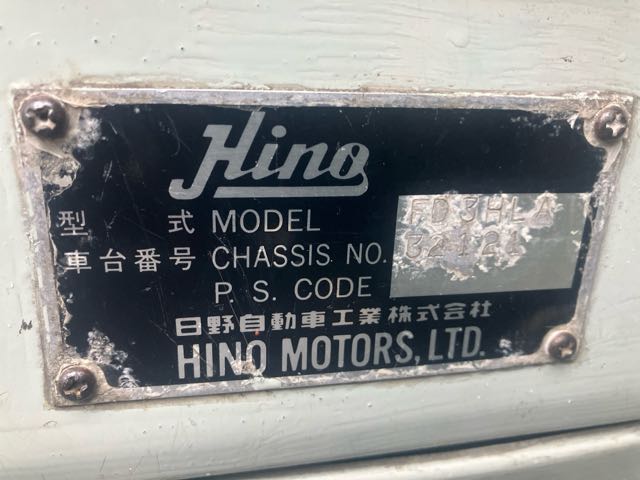 Hino
型 式 MODEL FD3HLA
車台番号 CHASSIS NO. 32121
P. S. CODE
日野自動車工業株式会社
HINO MOTORS, LTD.